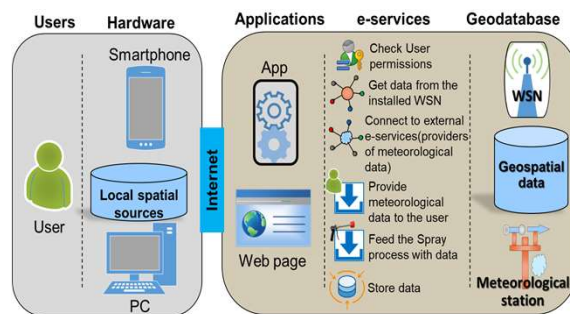 Users
Hardware
Applications
e-services
Geodatabase
Smartphone
User
Local spatial
sources
PC
Internet
App
Web page
Check User
permissions
Get data from the
installed WSN
Connect to external
e-services(providers
of meteorological
data)
Provide
meteorological
data to the user
Feed the Spray
process with data
Store data
WSN
Geospatial
data
Meteorological
station